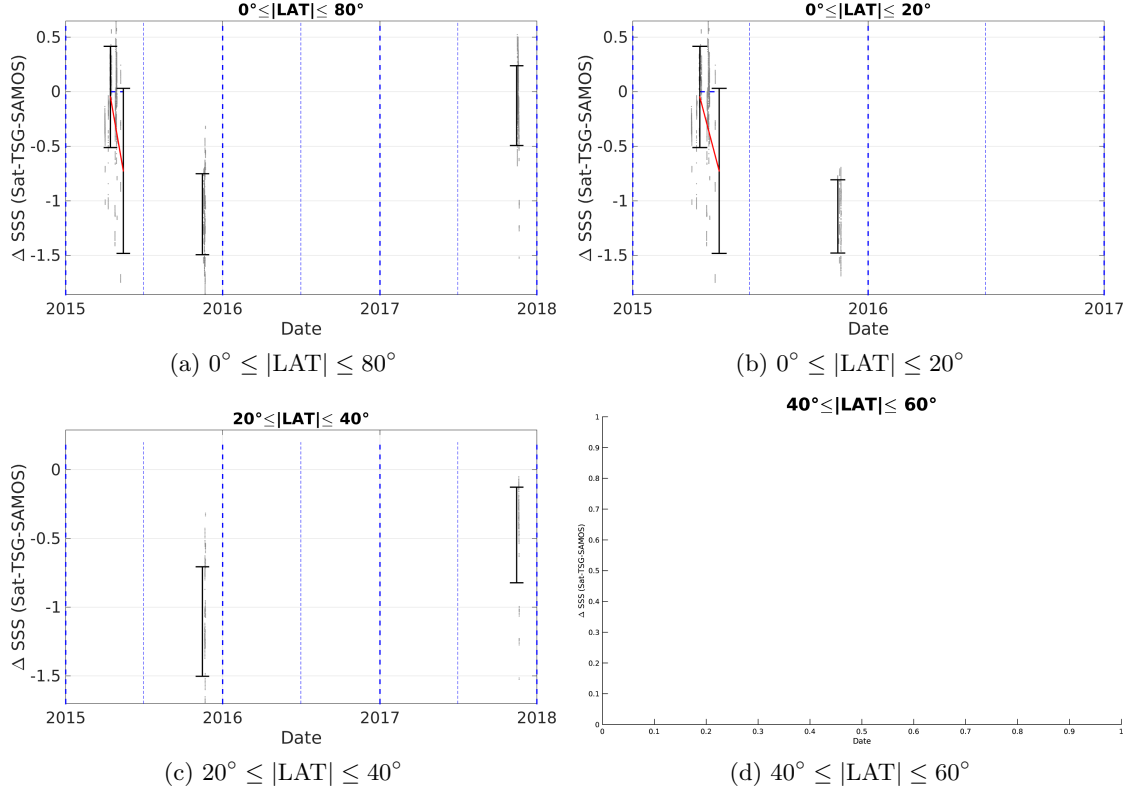 0°≤|LAT|≤ 80°
Δ SSS (Sat-TSG-SAMOS)
0.5
0
-0.5
-1
-1.5
2015 2016 2017 2018
Date
(a) 0° ≤ |LAT| ≤ 80°
0°≤|LAT|≤ 20°
Δ SSS (Sat-TSG-SAMOS)
0.5
0
-0.5
-1
-1.5
2015 2016 2017
Date
(b) 0° ≤ |LAT| ≤ 20°
20°≤|LAT|≤ 40°
Δ SSS (Sat-TSG-SAMOS)
0
-0.5
-1
-1.5
2015 2016 2017 2018
Date
(c) 20° ≤ |LAT| ≤ 40°
40°≤|LAT|≤ 60°
Δ SSS (Sat-TSG-SAMOS)
1
0.9
0.8
0.7
0.6
0.5
0.4
0.3
0.2
0.1
0
0 0.1 0.2 0.3 0.4 0.5 0.6 0.7 0.8 0.9 1
Date
(d) 40° ≤ |LAT| ≤ 60°